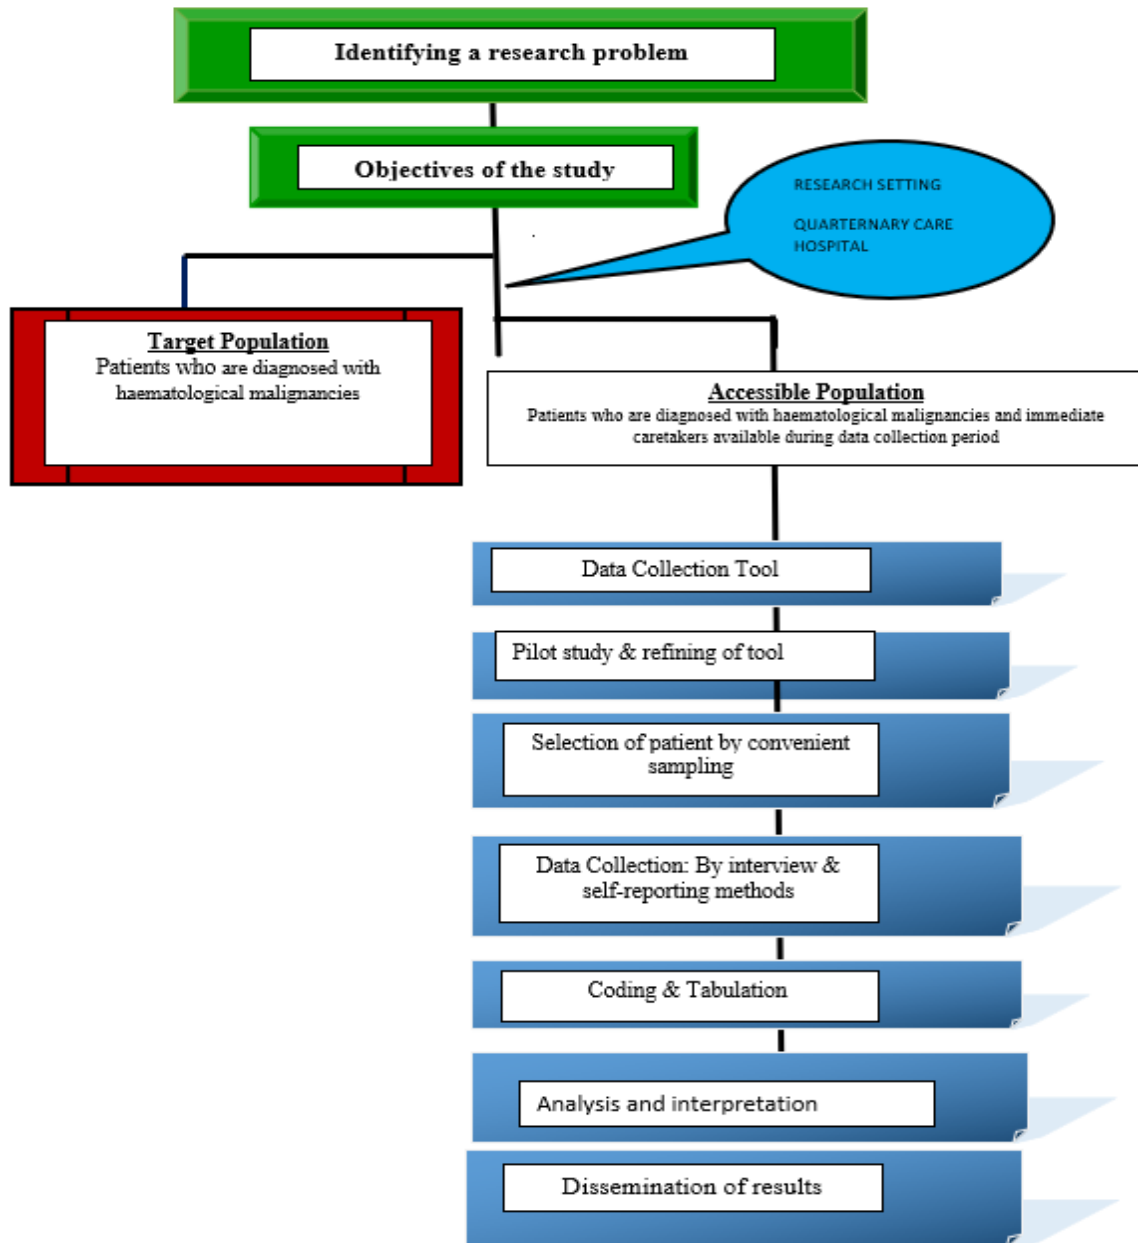 Identifying a research problem
Objectives of the study
RESEARCH SETTING
QUARTERNARY CARE
HOSPITAL
Target Population
Patients who are diagnosed with
haematological malignancies
Accessible Population
Patients who are diagnosed with haematological malignancies and immediate
caretakers available during data collection period
Data Collection Tool
Pilot study & refining of tool
Selection of patient by convenient
sampling
Data Collection: By interview &
self-reporting methods
Coding & Tabulation
Analysis and interpretation
Dissemination of results